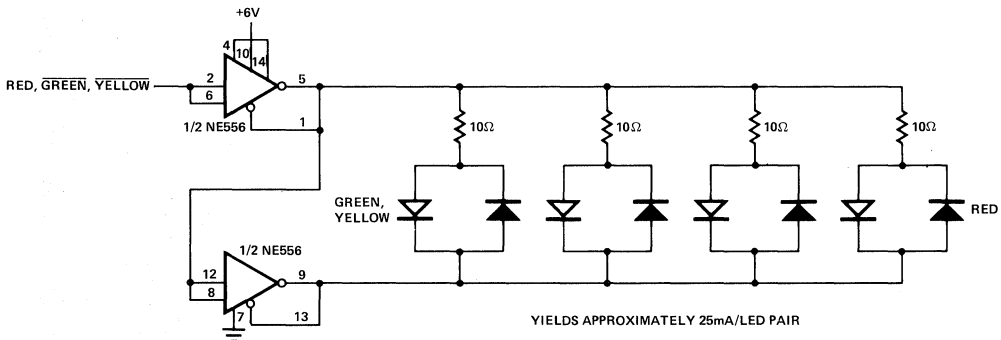 +6V
4
10
14
RED, GREEN, YELLOW
2
5
6
1
1/2 NE556
10Ω
10Ω
10Ω
10Ω
GREEN,
YELLOW
RED
1/2 NE556
12
9
8
7
13
YIELDS APPROXIMATELY 25mA/LED PAIR